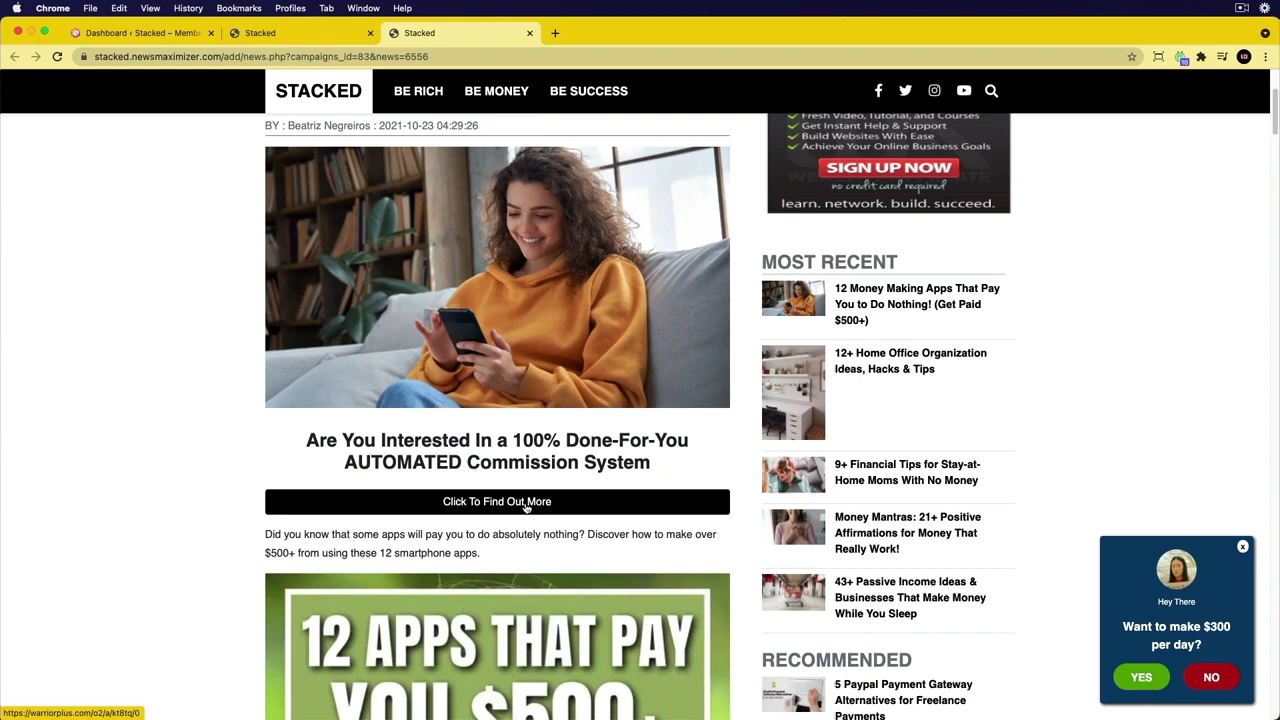 Chrome File Edit View History Bookmarks Profiles Tab Window Help
Dashboard ‹ Stacked – Membe
Stacked
Stacked
stacked.newsmaximizer.com/add/news.php?campaigns_id=83&news=6556
10
STACKED
BE RICH
BE MONEY
BE SUCCESS
BY : Beatriz Negreiros : 2021-10-23 04:29:26
Are You Interested In a 100% Done-For-You
AUTOMATED Commission System
Click To Find Out More
Did you know that some apps will pay you to do absolutely nothing? Discover how to make over
$500+ from using these 12 smartphone apps.
12 APPS THAT PAY
YOU $500+
Fresh Video, Tutorial, and Courses
Get Instant Help & Support
Build Websites With Ease
Achieve Your Online Business Goals
SIGN UP NOW
no credit card required
learn. network. build. succeed.
MOST RECENT
12 Money Making Apps That Pay
You to Do Nothing! (Get Paid
$500+)
12+ Home Office Organization
Ideas, Hacks & Tips
9+ Financial Tips for Stay-at-
Home Moms With No Money
Money Mantras: 21+ Positive
Affirmations for Money That
Really Work!
43+ Passive Income Ideas &
Businesses That Make Money
While You Sleep
RECOMMENDED
5 Paypal Payment Gateway
Alternatives for Freelance
Payments
x
Hey There
Want to make $300
per day?
YES
NO
https://warriorplus.com/o2/a/kt8tq/0